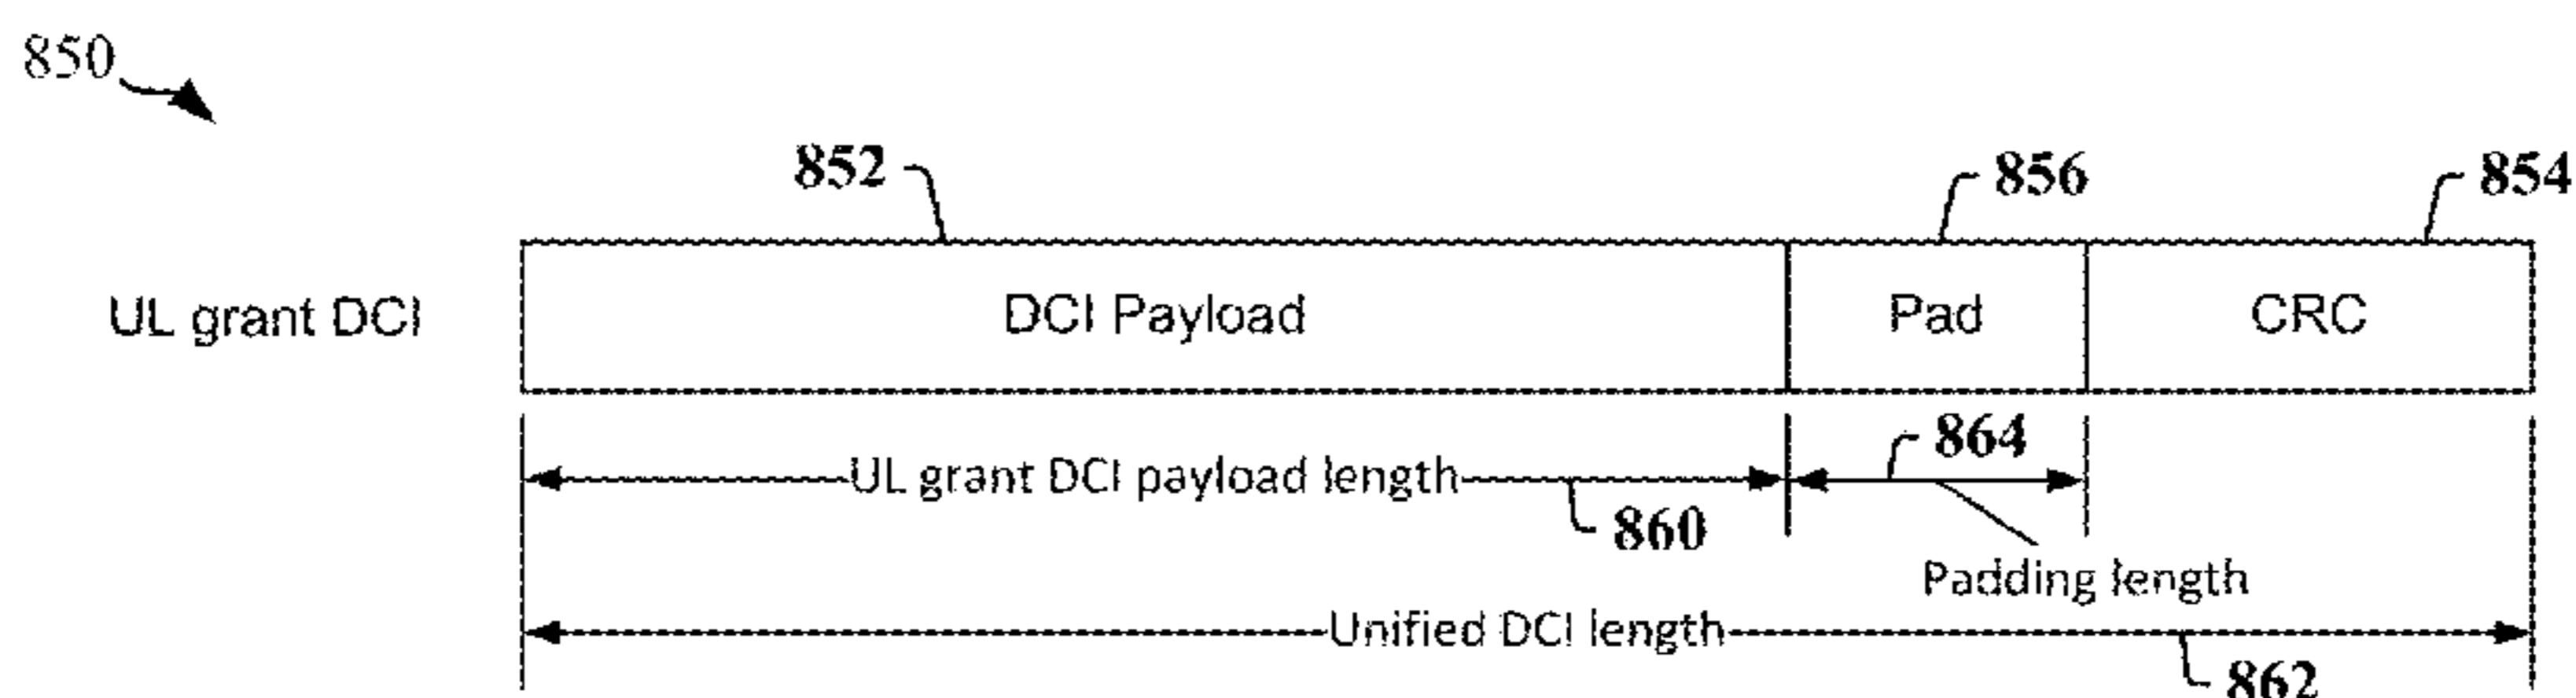 850
852
856
854
UL grant DCI
DCI Payload
Pad
CRC
864
UL grant DCI payload length
860
Padding length
Unified DCI length
862